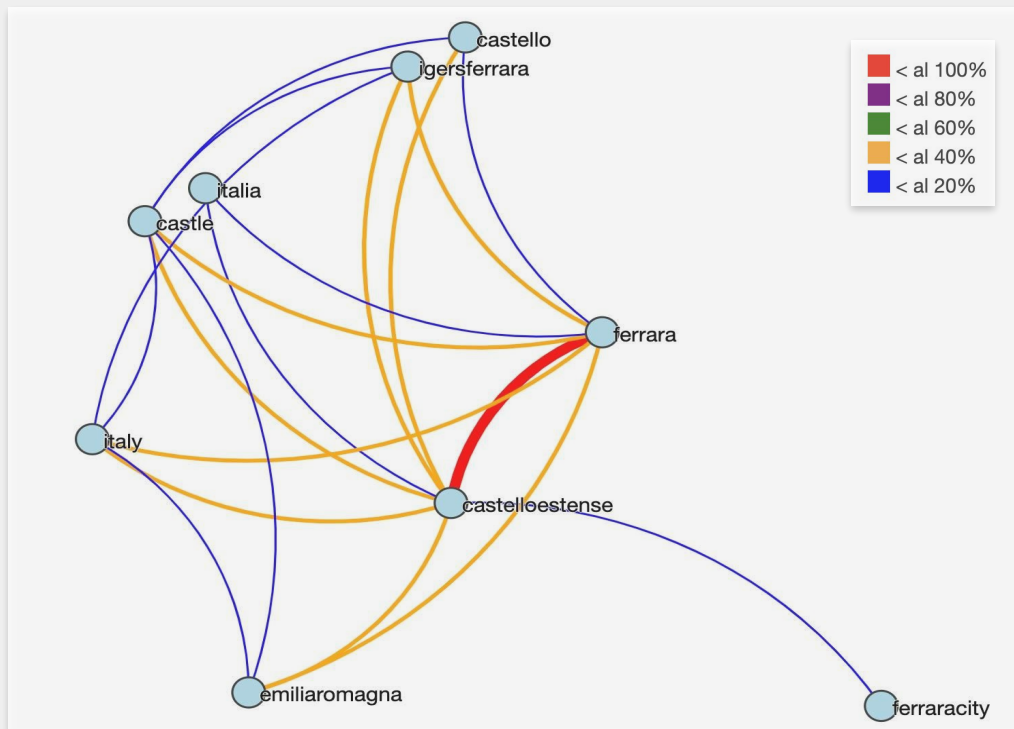 castello
igersferrara
< al 100%
< al 80%
< al 60%
< al 40%
< al 20%
italia
castle
ferrara
italy
castelloestense
emiliaromagna
ferraracity